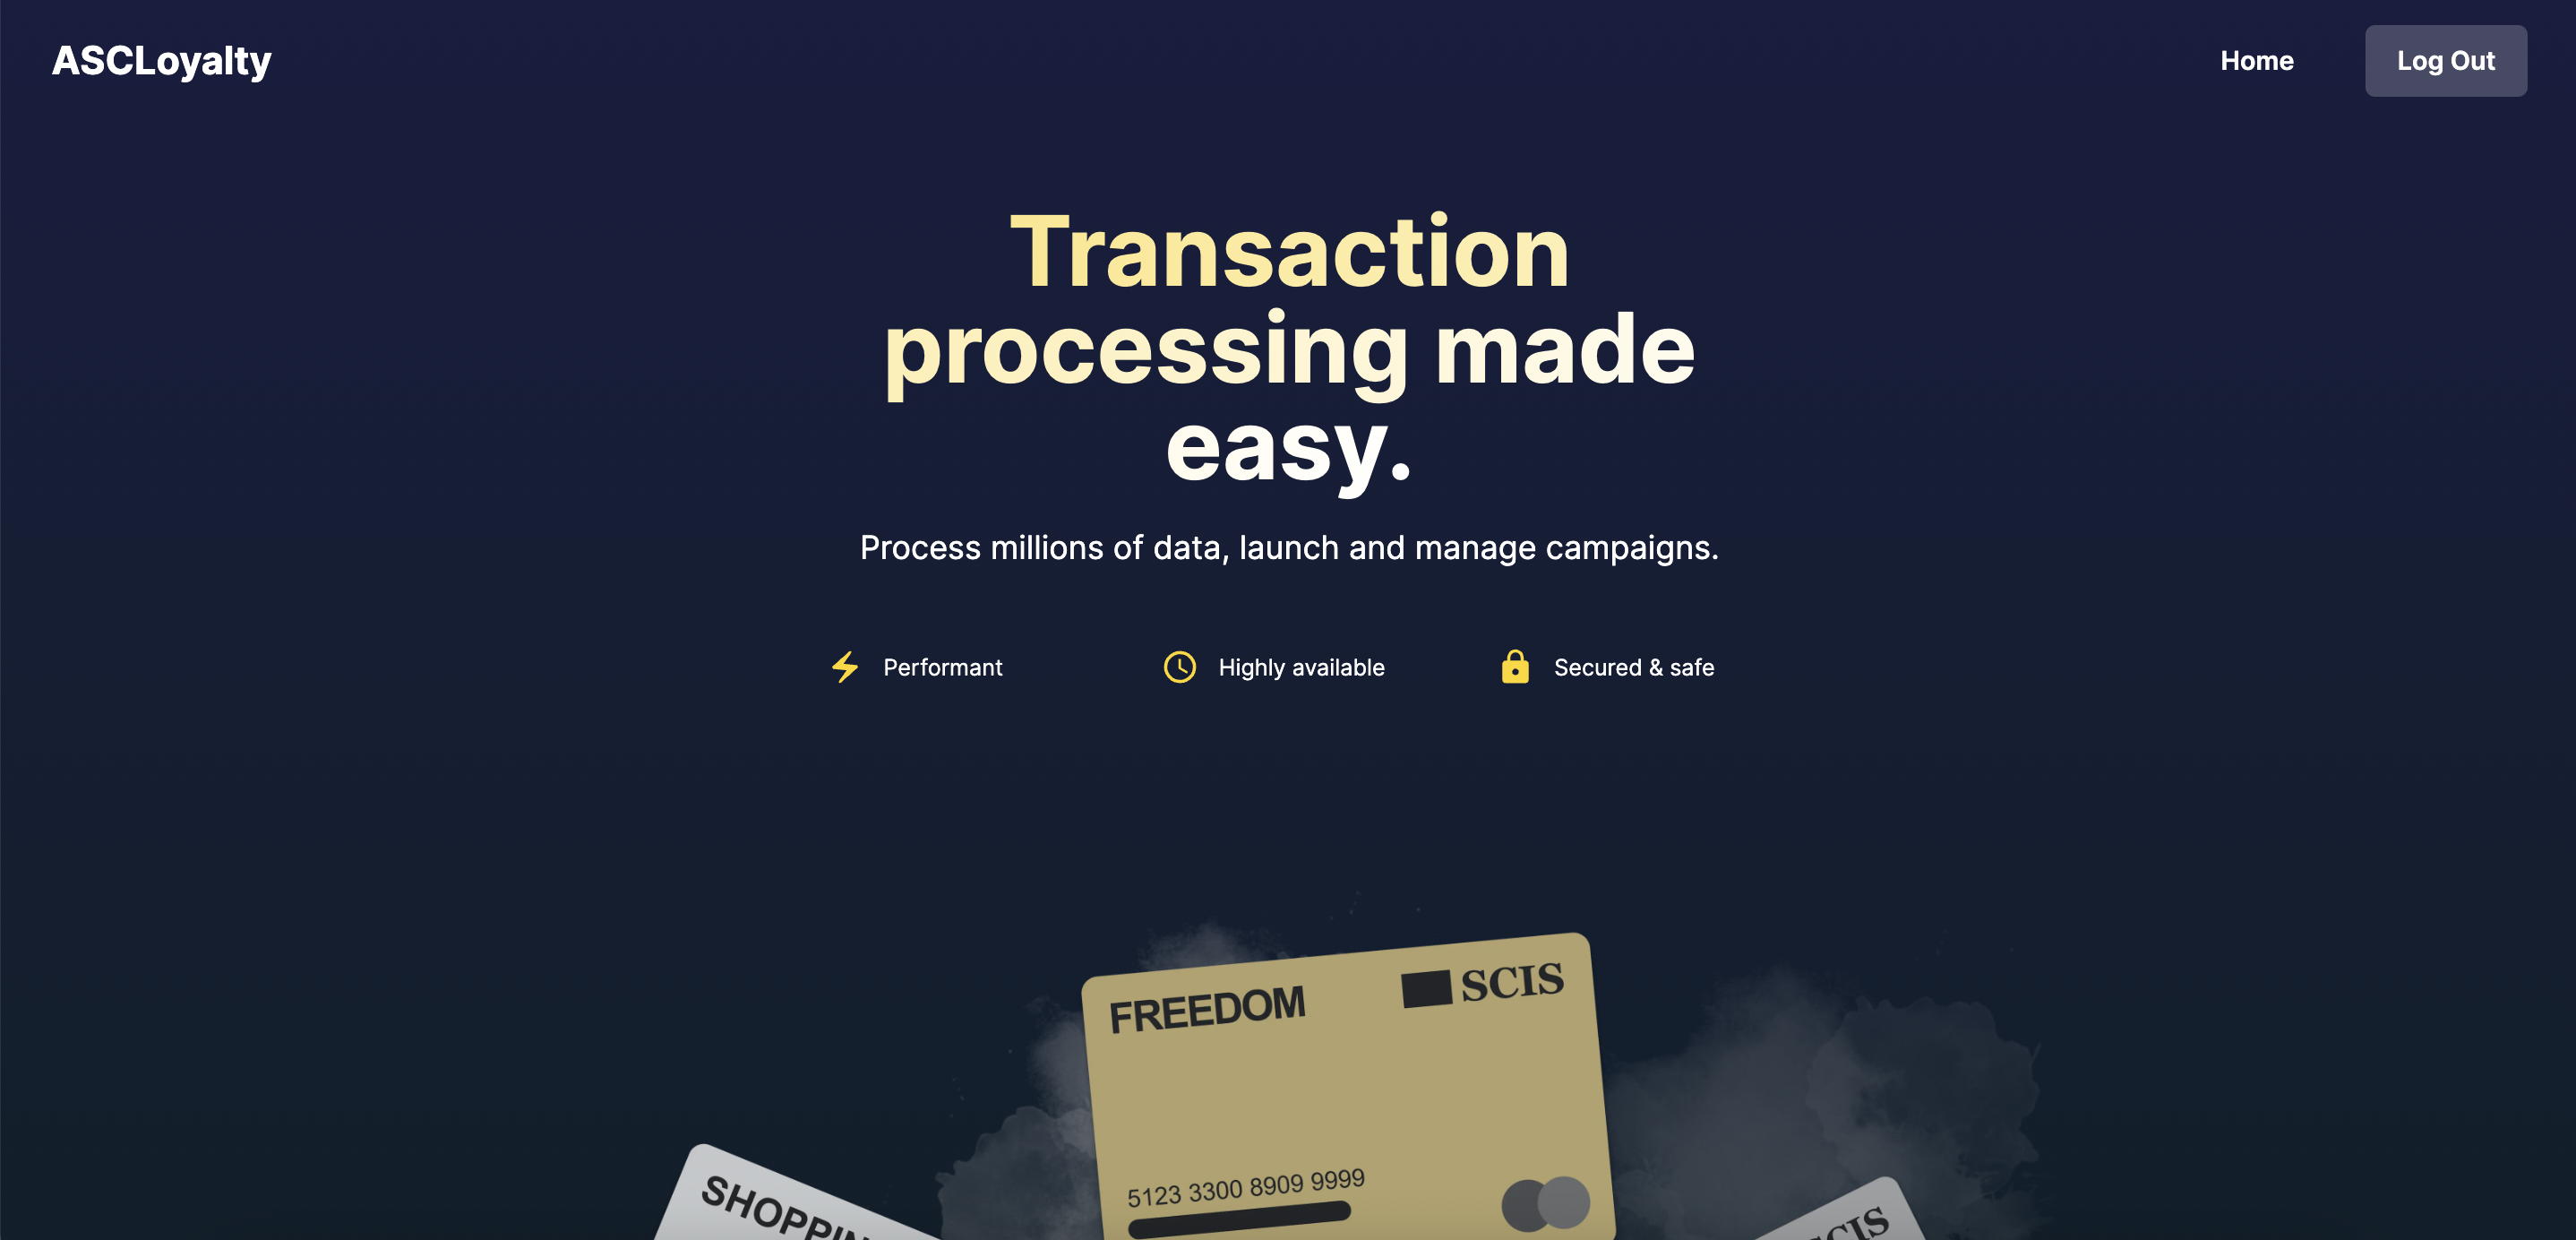 ASCLoyalty
Home
Log Out
Transaction
processing made
easy.
Process millions of data, launch and manage campaigns.
Performant
Highly available
Secured & safe
FREEDOM
SCIS
5123 3300 8909 9999